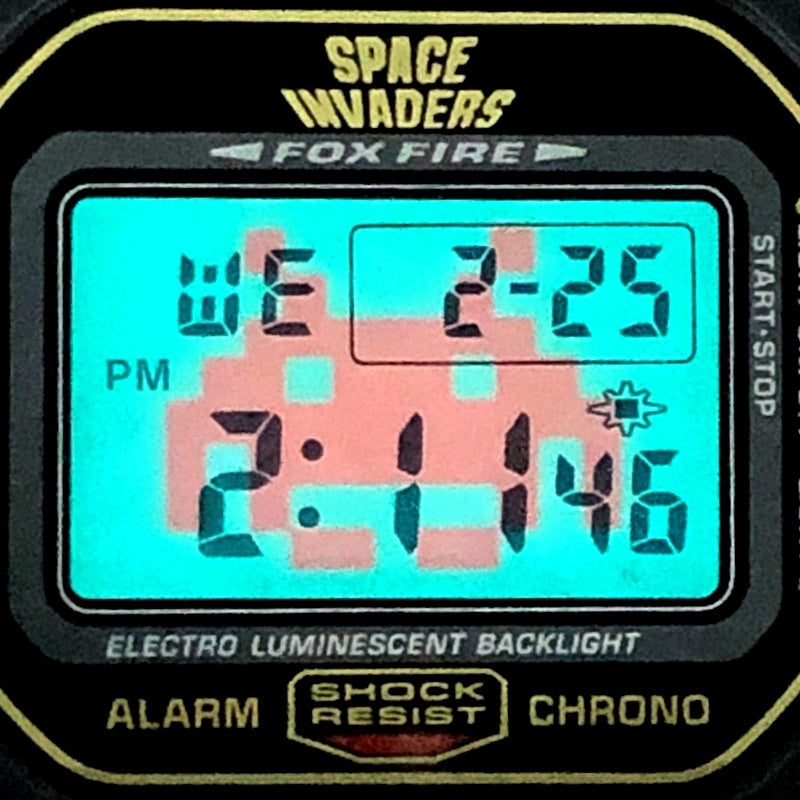 SPACE
INVADERS
FOX FIRE
WE 2-25
PM
2:11 46
START·STOP
ELECTRO LUMINESCENT BACKLIGHT
ALARM
SHOCK
RESIST
CHRONO